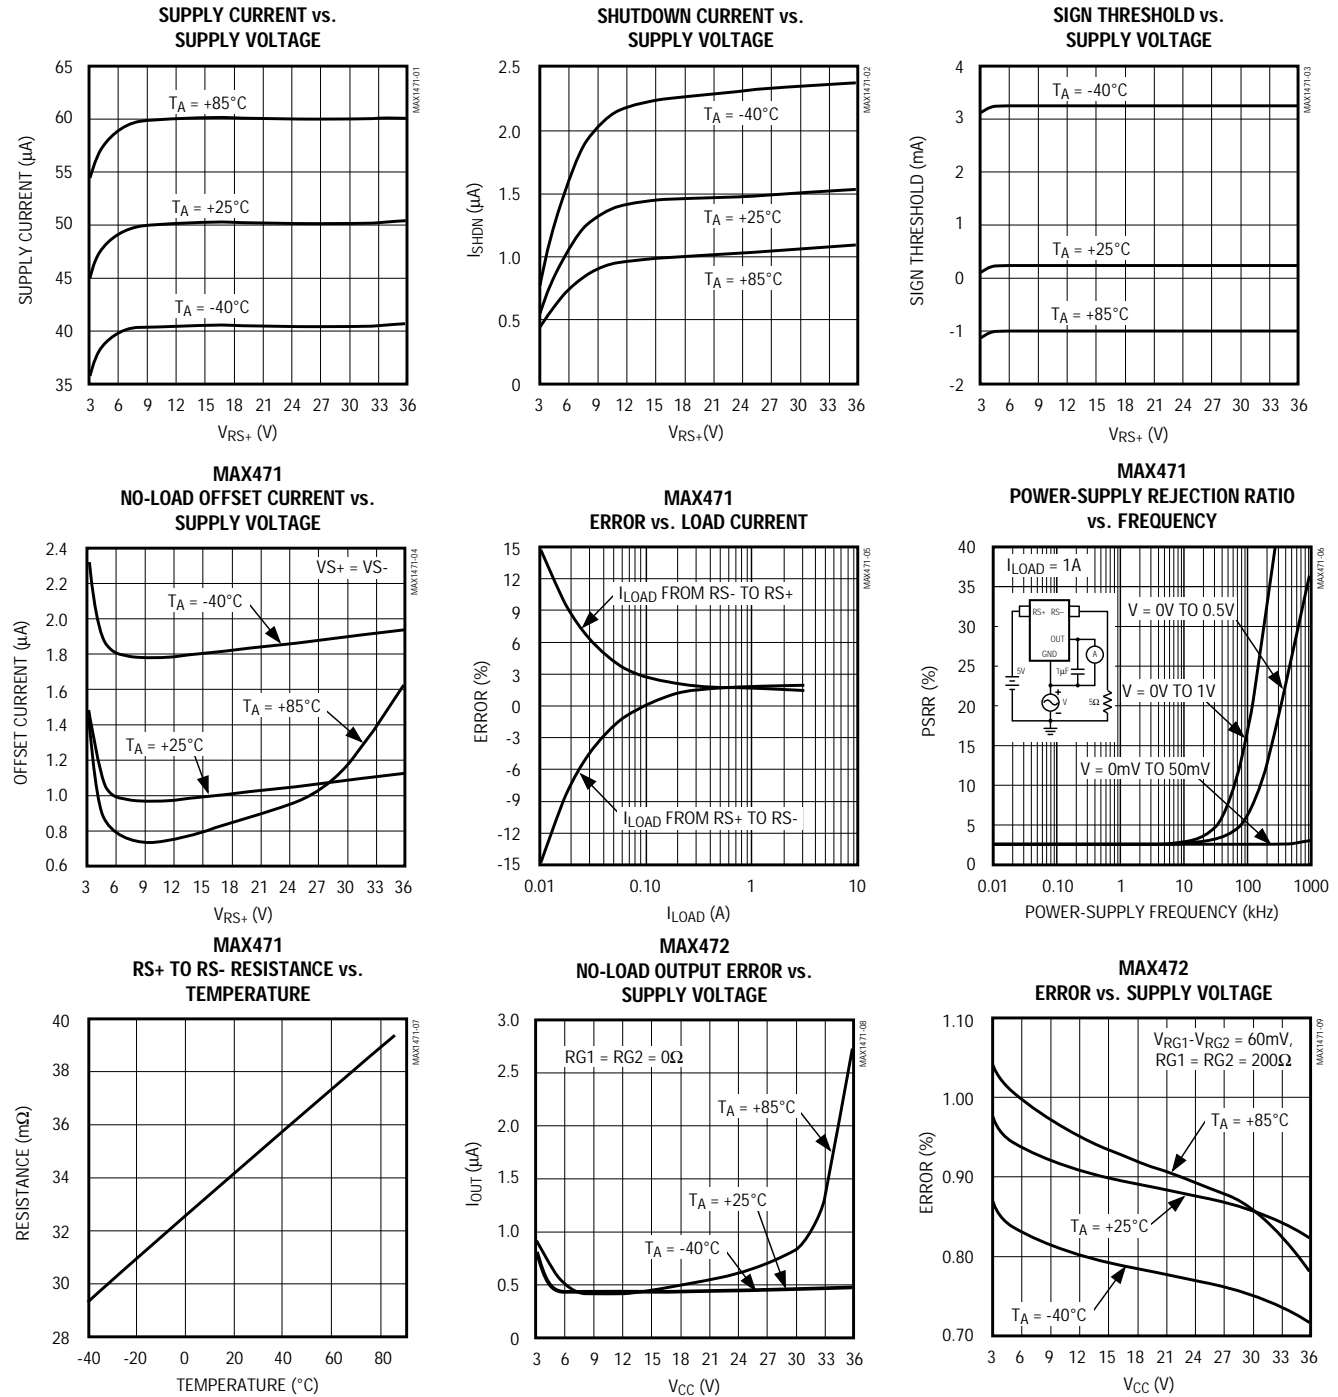 SUPPLY CURRENT vs.
SUPPLY VOLTAGE
65
60
55
50
45
40
35
SUPPLY CURRENT (µA)
TA = +85°C
TA = +25°C
TA = -40°C
MAX1471-01
3 6 9 12 15 18 21 24 27 30 33 36
VRS+ (V)
SHUTDOWN CURRENT vs.
SUPPLY VOLTAGE
2.5
2.0
1.5
1.0
0.5
0
ISHDN (µA)
TA = -40°C
TA = +25°C
TA = +85°C
MAX1471-02
3 6 9 12 15 18 21 24 27 30 33 36
VRS+(V)
SIGN THRESHOLD vs.
SUPPLY VOLTAGE
4
3
2
1
0
-1
-2
SIGN THRESHOLD (mA)
TA = -40°C
TA = +25°C
TA = +85°C
MAX1471-03
3 6 9 12 15 18 21 24 27 30 33 36
VRS+ (V)
MAX471
NO-LOAD OFFSET CURRENT vs.
SUPPLY VOLTAGE
2.4
2.2
2.0
1.8
1.6
1.4
1.2
1.0
0.8
0.6
OFFSET CURRENT (µA)
VS+ = VS-
TA = -40°C
TA = +85°C
TA = +25°C
MAX1471-04
3 6 9 12 15 18 21 24 27 30 33 36
VRS+ (V)
MAX471
ERROR vs. LOAD CURRENT
15
12
9
6
3
0
-3
-6
-9
-12
-15
ERROR (%)
ILOAD FROM RS- TO RS+
ILOAD FROM RS+ TO RS-
MAX471-05
0.01 0.10 1 10
ILOAD (A)
MAX471
POWER-SUPPLY REJECTION RATIO
vs. FREQUENCY
40
35
30
25
20
15
10
5
0
PSRR (%)
ILOAD = 1A
RS+ RS−
OUT
GND
A
1µF
5V
V
5Ω
V = 0V TO 0.5V
V = 0V TO 1V
V = 0mV TO 50mV
MAX471-06
0.01 0.10 1 10 100 1000
POWER-SUPPLY FREQUENCY (kHz)
MAX471
RS+ TO RS- RESISTANCE vs.
TEMPERATURE
40
38
36
34
32
30
28
RESISTANCE (mΩ)
MAX1471-07
-40 -20 0 20 40 60 80
TEMPERATURE (°C)
MAX472
NO-LOAD OUTPUT ERROR vs.
SUPPLY VOLTAGE
3.0
2.5
2.0
1.5
1.0
0.5
0
IOUT (µA)
RG1 = RG2 = 0Ω
TA = +85°C
TA = +25°C
TA = -40°C
MAX1471-08
3 6 9 12 15 18 21 24 27 30 33 36
VCC (V)
MAX472
ERROR vs. SUPPLY VOLTAGE
1.10
1.00
0.90
0.80
0.70
ERROR (%)
VRG1-VRG2 = 60mV,
RG1 = RG2 = 200Ω
TA = +85°C
TA = +25°C
TA = -40°C
MAX1471-09
3 6 9 12 15 18 21 24 27 30 33 36
VCC (V)